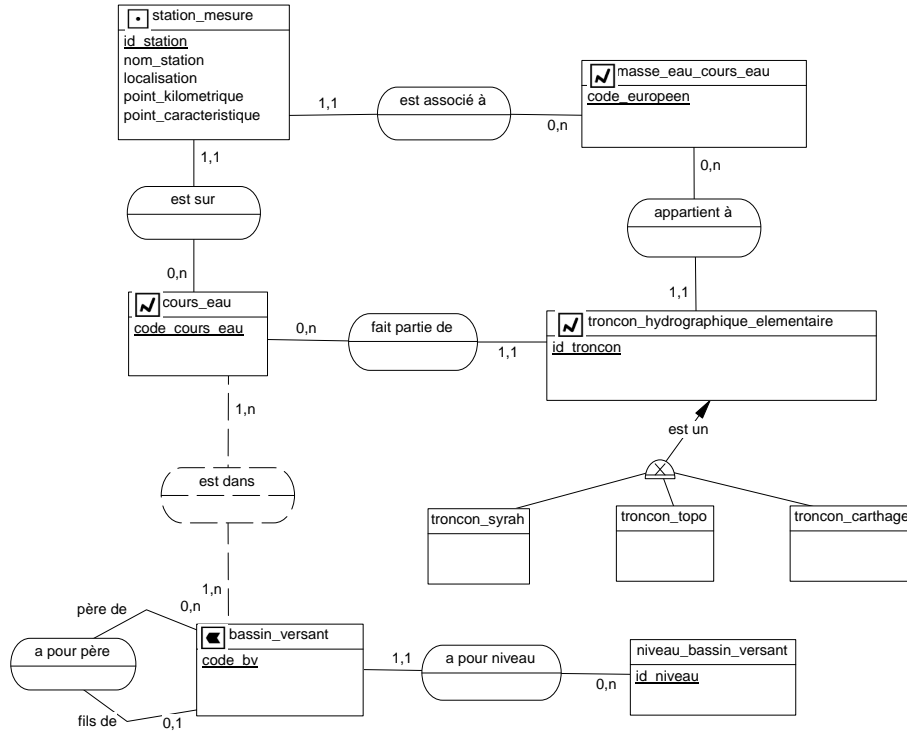 station_mesure
id_station
nom_station
localisation
point_kilometrique
point_caracteristique
1,1
est associé à
0,n
masse_eau_cours_eau
code_europeen
1,1
est sur
0,n
0,n
appartient à
1,1
cours_eau
code_cours_eau
0,n
fait partie de
1,1
troncon_hydrographique_elementaire
id_troncon
1,n
est dans
1,n
est un
troncon_syrah
troncon_topo
troncon_carthage
père de
0,n
a pour père
fils de
0,1
bassin_versant
code_bv
1,1
a pour niveau
0,n
niveau_bassin_versant
id_niveau